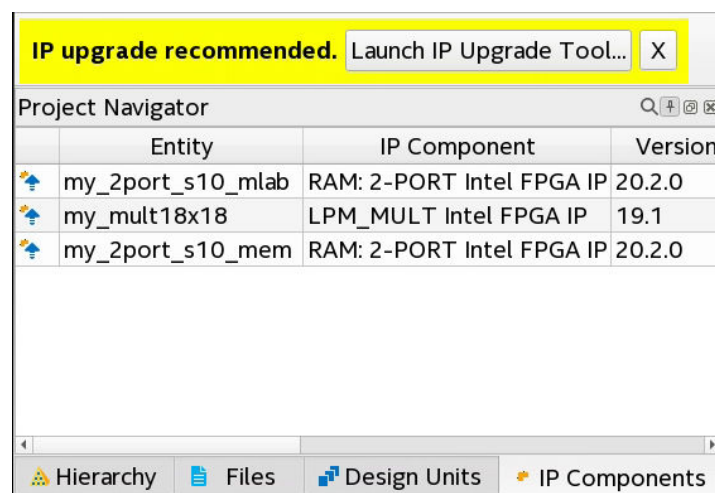 IP upgrade recommended. Launch IP Upgrade Tool... X
Project Navigator
Entity IP Component Version
my_2port_s10_mlab RAM: 2-PORT Intel FPGA IP 20.2.0
my_mult18x18 LPM_MULT Intel FPGA IP 19.1
my_2port_s10_mem RAM: 2-PORT Intel FPGA IP 20.2.0
Hierarchy Files Design Units IP Components